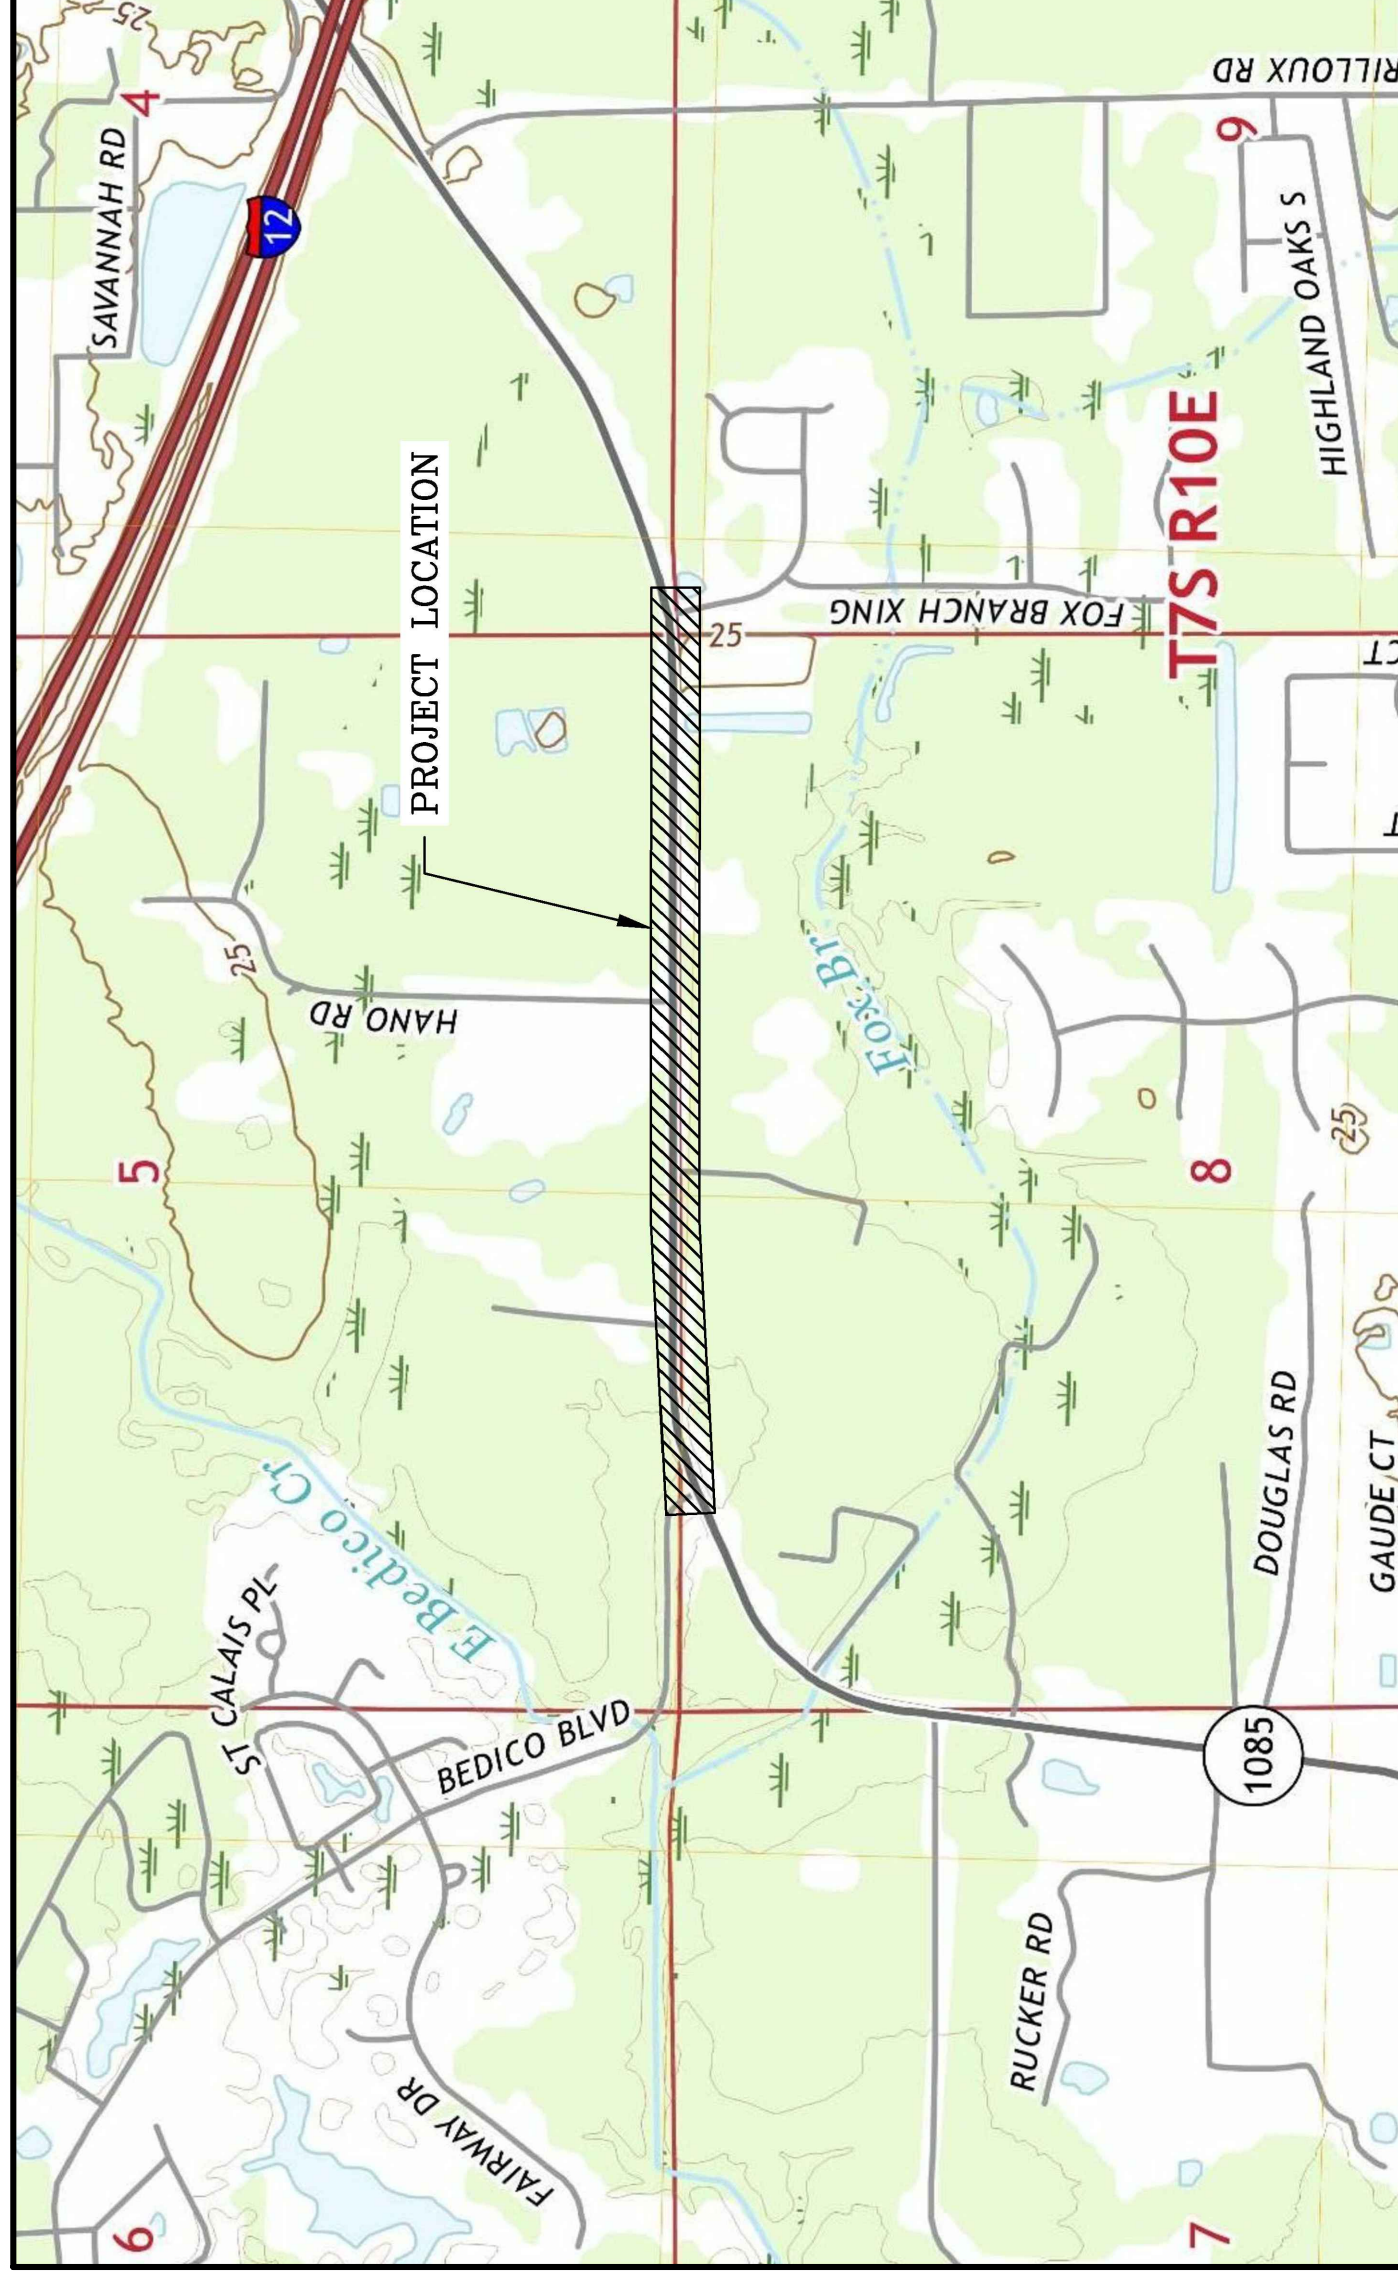 25
SAVANNAH RD
4
12
RILLOUX RD
9
HIGHLAND OAKS S
PROJECT LOCATION
T7S R10E
FOX BRANCH XING
25
CT
25
HANO RD
Fox Br
5
8
25
E Bedico Cr
ST CALAIS PL
BEDICO BLVD
DOUGLAS RD
GAUDE CT
1085
RUCKER RD
FAIRWAY DR
6
7